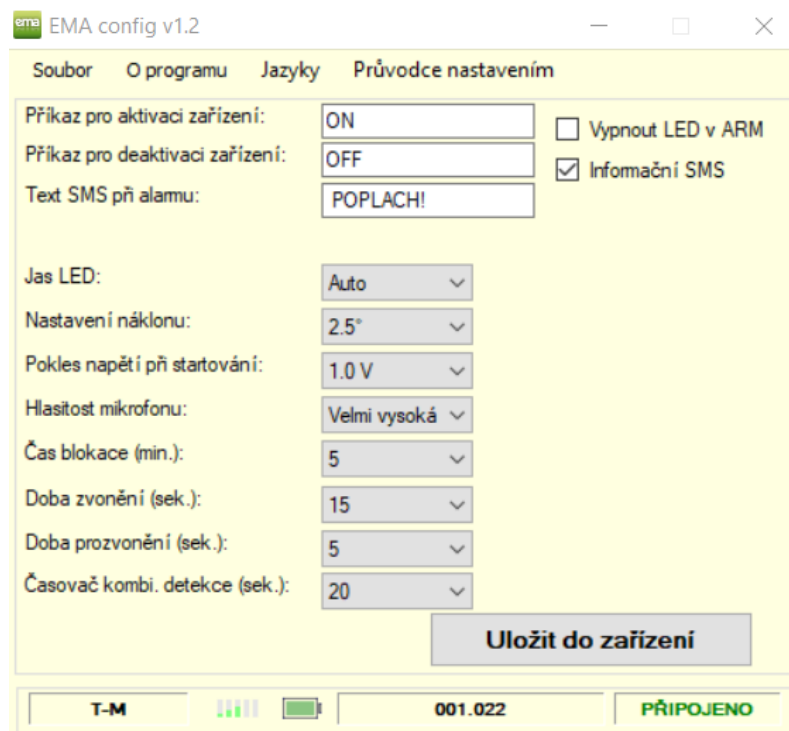 ema EMA config v1.2
Soubor O programu Jazyky Průvodce nastavením
Příkaz pro aktivaci zařízení: ON
Vypnout LED v ARM
Příkaz pro deaktivaci zařízení: OFF
Informační SMS
Text SMS při alarmu: POPLACH!
Jas LED: Auto
Nastavení náklonu: 2.5°
Pokles napětí při startování: 1.0 V
Hlasitost mikrofonu: Velmi vysoká
Čas blokace (min.): 5
Doba zvonění (sek.): 15
Doba prozvonění (sek.): 5
Časovač kombi. detekce (sek.): 20
Uložit do zařízení
T-M 001.022 PŘIPOJENO